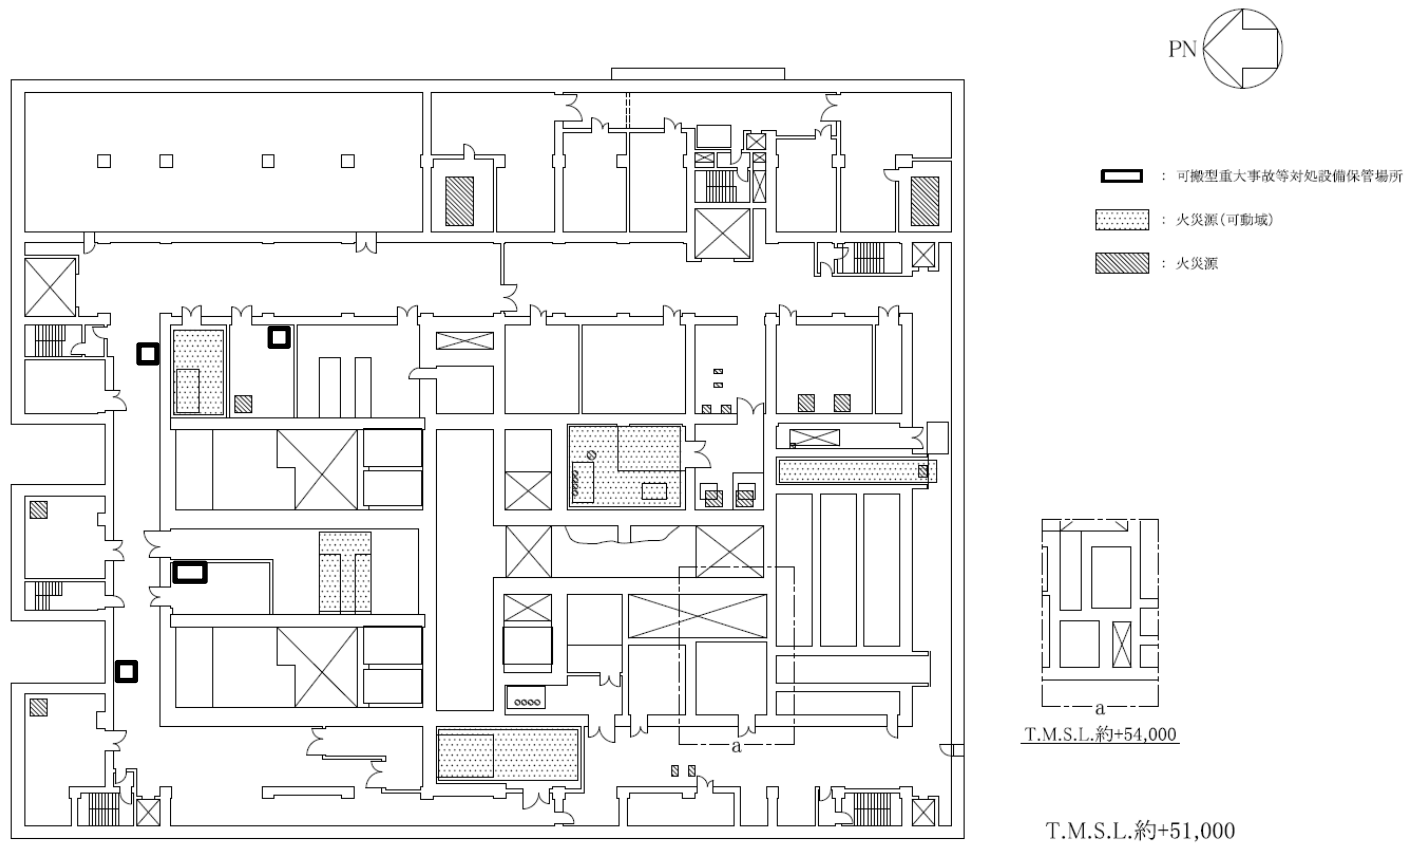 PN
： 可搬型重大事故等対処設備保管場所
： 火災源(可動域)
： 火災源
a
a
T.M.S.L.約+54,000
T.M.S.L.約+51,000